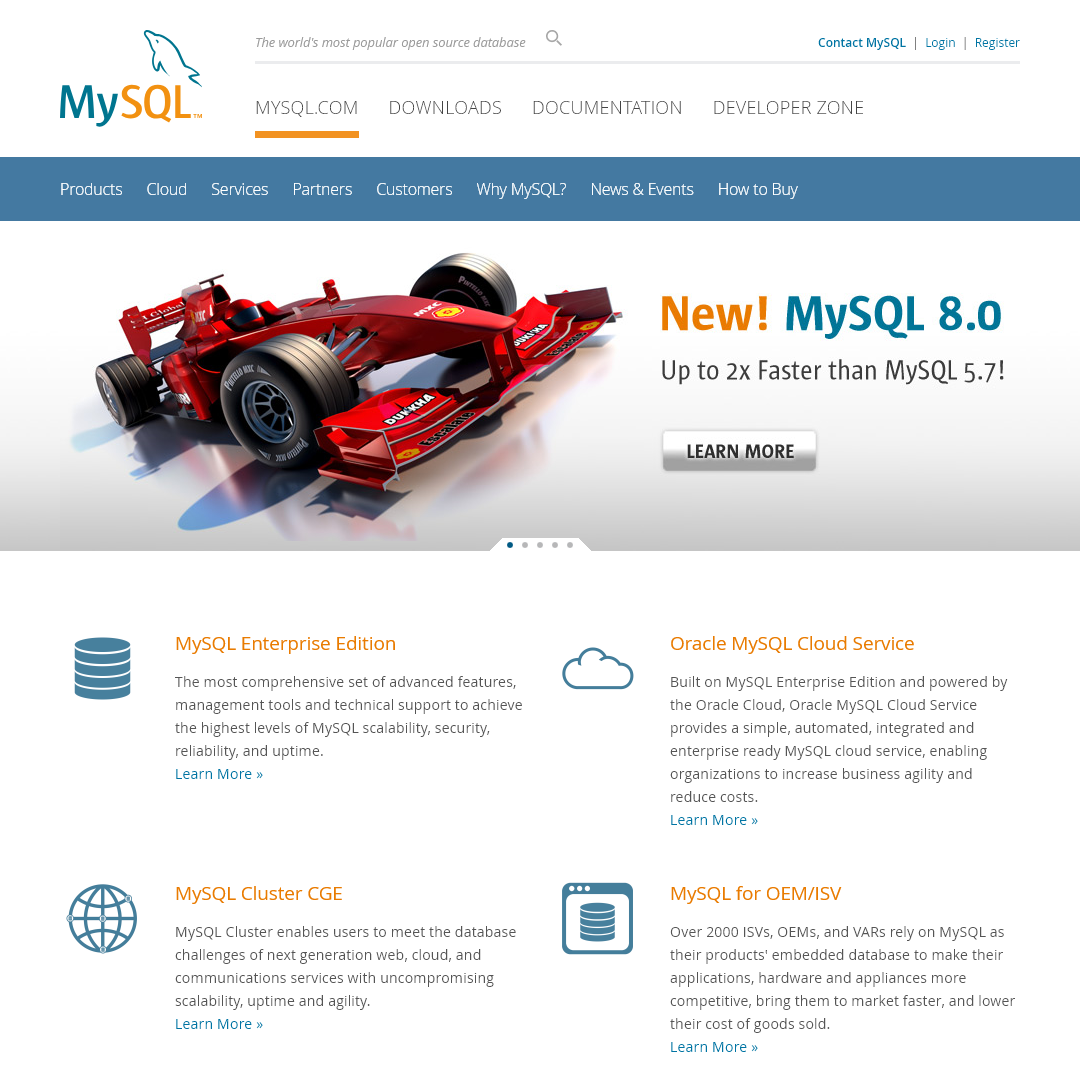 The world's most popular open source database
Contact MySQL | Login | Register
MySQL™
MYSQL.COM DOWNLOADS DOCUMENTATION DEVELOPER ZONE
Products Cloud Services Partners Customers Why MySQL? News & Events How to Buy
New! MySQL 8.0
Up to 2x Faster than MySQL 5.7!
LEARN MORE
Global
MXC
MXC
DUKKHA
Escalate
DUKKHA
Escalate
MySQL Enterprise Edition
The most comprehensive set of advanced features,
management tools and technical support to achieve
the highest levels of MySQL scalability, security,
reliability, and uptime.
Learn More »
Oracle MySQL Cloud Service
Built on MySQL Enterprise Edition and powered by
the Oracle Cloud, Oracle MySQL Cloud Service
provides a simple, automated, integrated and
enterprise ready MySQL cloud service, enabling
organizations to increase business agility and
reduce costs.
Learn More »
MySQL Cluster CGE
MySQL Cluster enables users to meet the database
challenges of next generation web, cloud, and
communications services with uncompromising
scalability, uptime and agility.
Learn More »
MySQL for OEM/ISV
Over 2000 ISVs, OEMs, and VARs rely on MySQL as
their products' embedded database to make their
applications, hardware and appliances more
competitive, bring them to market faster, and lower
their cost of goods sold.
Learn More »